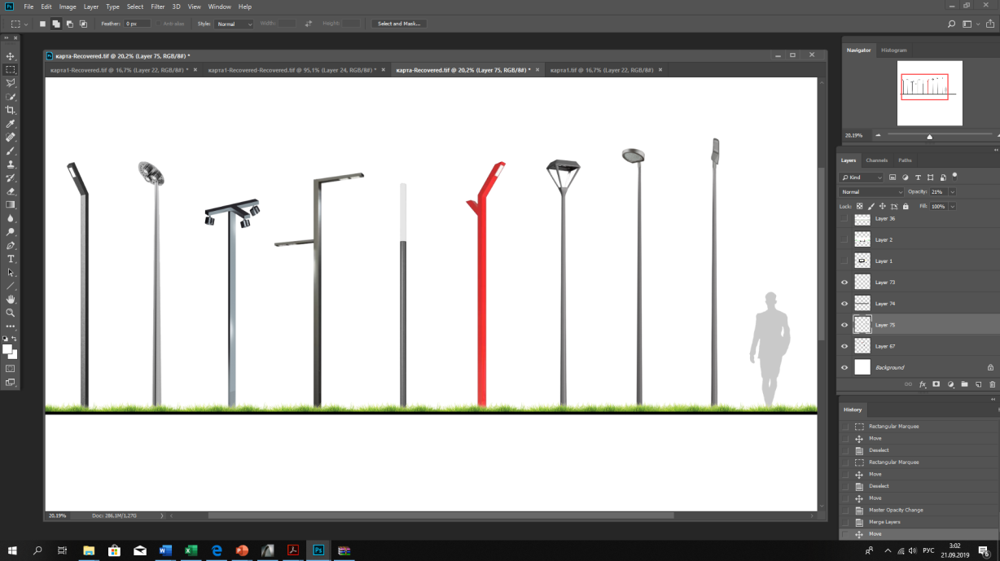 Ps File Edit Image Layer Type Select Filter 3D View Window Help
Feather: 0 px Anti-alias Style: Normal Width: Height: Select and Mask...
карта-Recovered.tif @ 20,2% (Layer 75, RGB/8#) *
карта1-Recovered.tif @ 16,7% (Layer 22, RGB/8#) * карта1-Recovered-Recovered.tif @ 95,1% (Layer 24, RGB/8#) * карта-Recovered.tif @ 20,2% (Layer 75, RGB/8#) * карта1.tif @ 16,7% (Layer 22, RGB/8#)
Navigator Histogram
20,19%
Layers Channels Paths
Kind
Normal Opacity: 21%
Lock: Fill: 100%
Layer 36
Layer 2
Layer 1
Layer 73
Layer 74
Layer 75
Layer 67
Background
fx
History
Rectangular Marquee
Move
Deselect
Rectangular Marquee
Move
Deselect
Move
Master Opacity Change
Merge Layers
Move
20,19% Doc: 286,1M/1,27G
Ps
РУС
3:02
21.09.2019
6